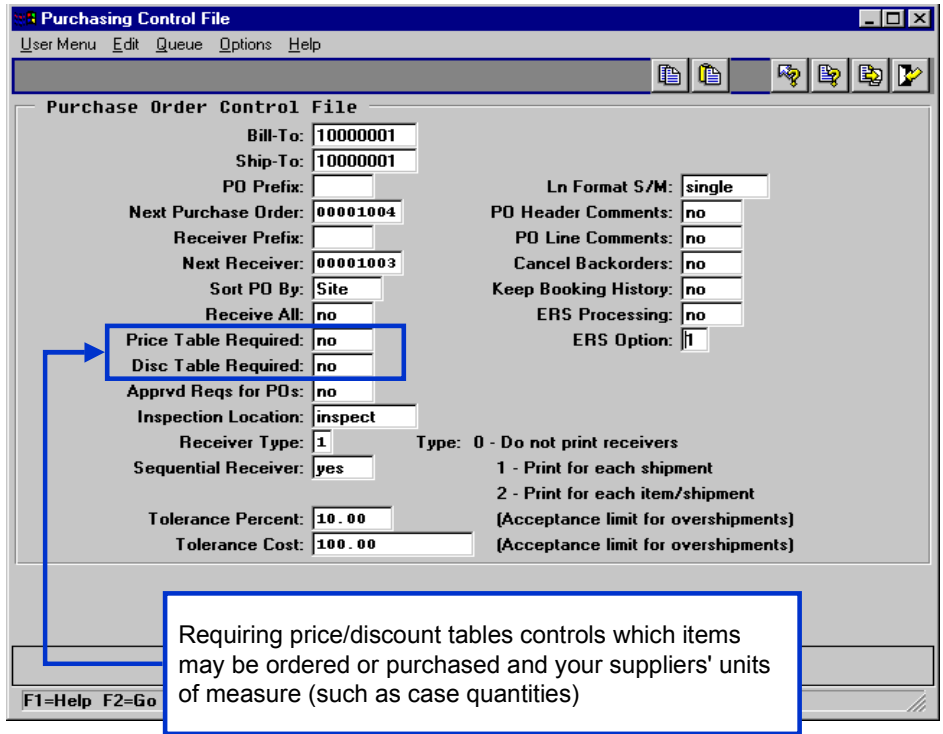 Purchasing Control File
User Menu Edit Queue Options Help
Purchase Order Control File
Bill-To: 10000001
Ship-To: 10000001
PO Prefix: Ln Format S/M: single
Next Purchase Order: 00001004 PO Header Comments: no
Receiver Prefix: PO Line Comments: no
Next Receiver: 00001003 Cancel Backorders: no
Sort PO By: Site Keep Booking History: no
Receive All: no ERS Processing: no
Price Table Required: no ERS Option: 1
Disc Table Required: no
Apprvd Reqs for POs: no
Inspection Location: inspect
Receiver Type: 1 Type: 0 - Do not print receivers
Sequential Receiver: yes 1 - Print for each shipment
2 - Print for each item/shipment
Tolerance Percent: 10.00 (Acceptance limit for overshipments)
Tolerance Cost: 100.00 (Acceptance limit for overshipments)
Requiring price/discount tables controls which items
may be ordered or purchased and your suppliers' units
of measure (such as case quantities)
F1=Help F2=Go